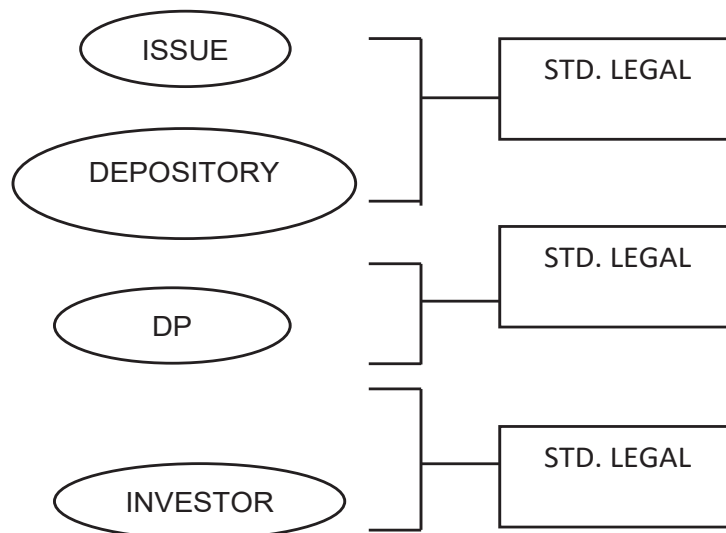 ISSUE
STD. LEGAL
DEPOSITORY
STD. LEGAL
DP
STD. LEGAL
INVESTOR